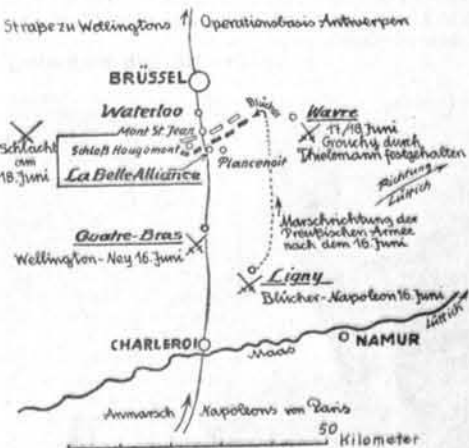 Straße zu Wellingtons Operationsbasis Antwerpen
BRÜSSEL
Waterloo
Mont St. Jean
Blücher
Schloß Hougomont
Plancenoit
La Belle Alliance
Schlacht
am
18. Juni
Wavre
17./18. Juni
Grouchy durch
Thielemann festgehalten
Richtung
Lüttich
Marschrichtung der
Preußischen Armee
nach dem 16. Juni
Quatre-Bras
Wellington-Ney 16. Juni
Ligny
Blücher-Napoleon 16. Juni
CHARLEROI
Maas
NAMUR
Lüttich
Anmarsch Napoleons von Paris
50
Kilometer